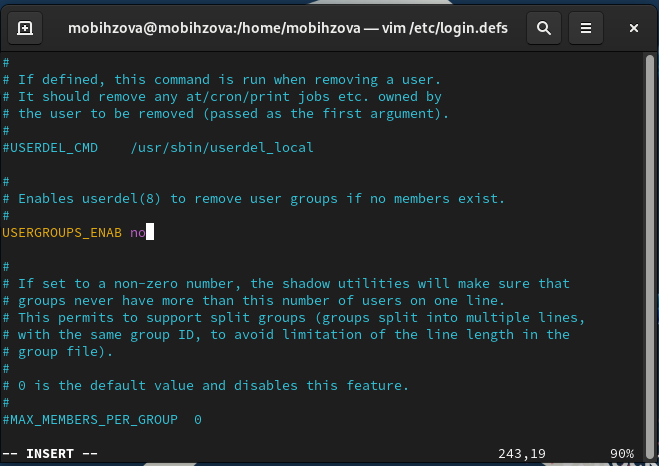 mobihzova@mobihzova:/home/mobihzova — vim /etc/login.defs
#
# If defined, this command is run when removing a user.
# It should remove any at/cron/print jobs etc. owned by
# the user to be removed (passed as the first argument).
#
#USERDEL_CMD    /usr/sbin/userdel_local
#
# Enables userdel(8) to remove user groups if no members exist.
#
USERGROUPS_ENAB no
#
# If set to a non-zero number, the shadow utilities will make sure that
# groups never have more than this number of users on one line.
# This permits to support split groups (groups split into multiple lines,
# with the same group ID, to avoid limitation of the line length in the
# group file).
#
# 0 is the default value and disables this feature.
#
#MAX_MEMBERS_PER_GROUP  0
-- INSERT --                    243,19        90%